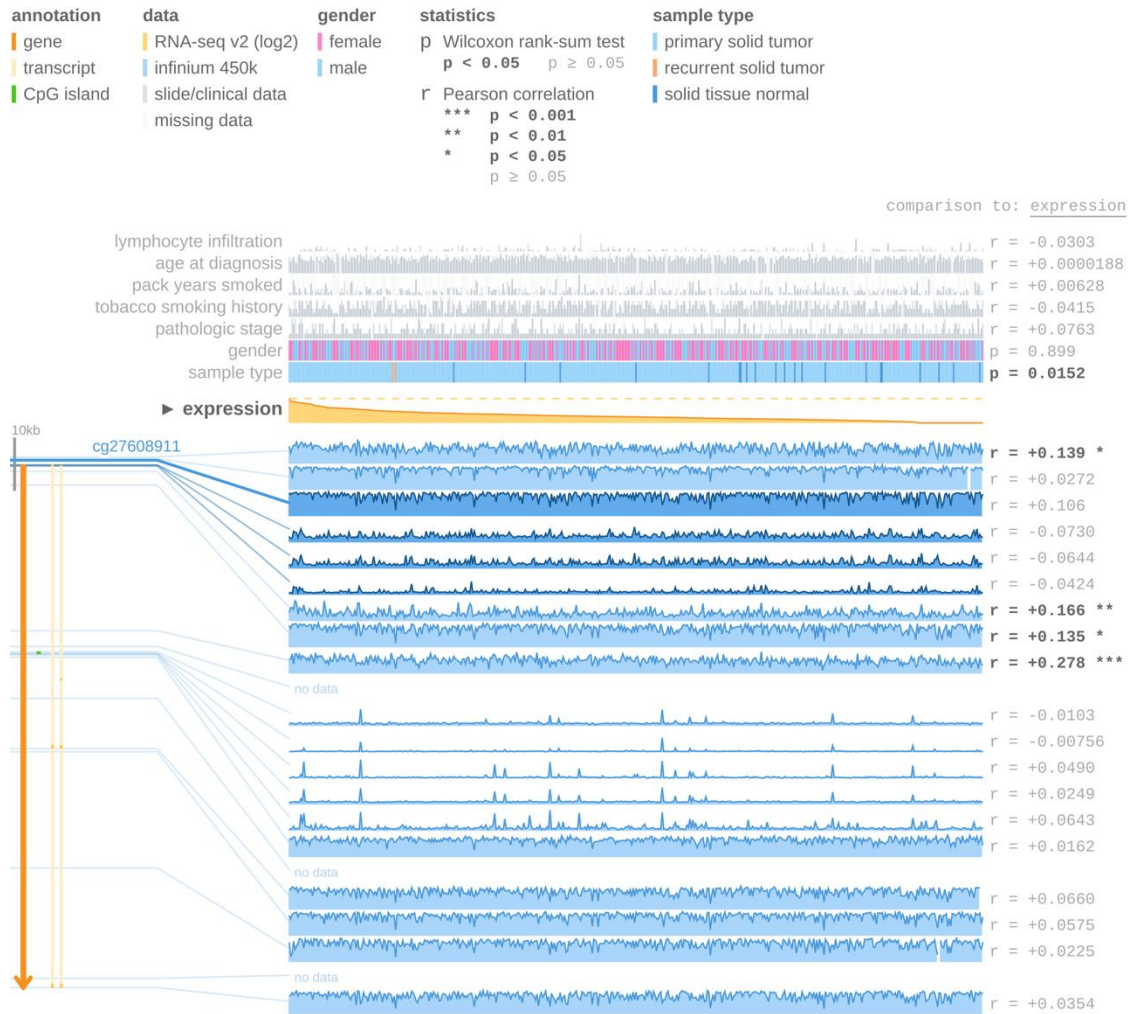 annotation
gene
transcript
CpG island
data
RNA-seq v2 (log2)
infinium 450k
slide/clinical data
missing data
gender
female
male
statistics
p Wilcoxon rank-sum test
p < 0.05 p ≥ 0.05
r Pearson correlation
*** p < 0.001
** p < 0.01
* p < 0.05
p ≥ 0.05
sample type
primary solid tumor
recurrent solid tumor
solid tissue normal
comparison to: expression
lymphocyte infiltration r = -0.0303
age at diagnosis r = +0.0000188
pack years smoked r = +0.00628
tobacco smoking history r = -0.0415
pathologic stage r = +0.0763
gender p = 0.899
sample type p = 0.0152
► expression
10kb
cg27608911
r = +0.139 *
r = +0.0272
r = +0.106
r = -0.0730
r = -0.0644
r = -0.0424
r = +0.166 **
r = +0.135 *
r = +0.278 ***
no data
r = -0.0103
r = -0.00756
r = +0.0490
r = +0.0249
r = +0.0643
r = +0.0162
no data
r = +0.0660
r = +0.0575
r = +0.0225
no data
r = +0.0354